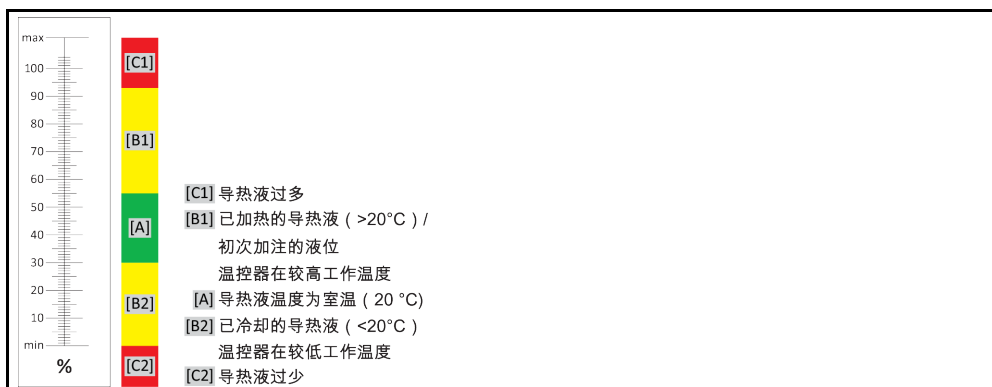 max
100
90
80
70
60
50
40
30
20
10
min
%
[C1]
[B1]
[A]
[B2]
[C2]
[C1] 导热液过多
[B1] 已加热的导热液（>20°C）/
初次加注的液位
温控器在较高工作温度
[A] 导热液温度为室温（20 °C)
[B2] 已冷却的导热液（<20°C）
温控器在较低工作温度
[C2] 导热液过少